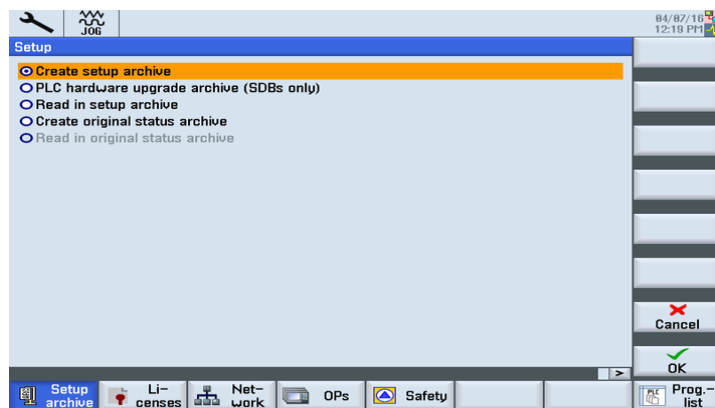 JOG
04/07/16
12:19 PM
Setup
Create setup archive
PLC hardware upgrade archive (SDBs only)
Read in setup archive
Create original status archive
Read in original status archive
Cancel
OK
>
Setup
archive
Li-
censes
Net-
work
OPs
Safety
PLC
Prog.-
list